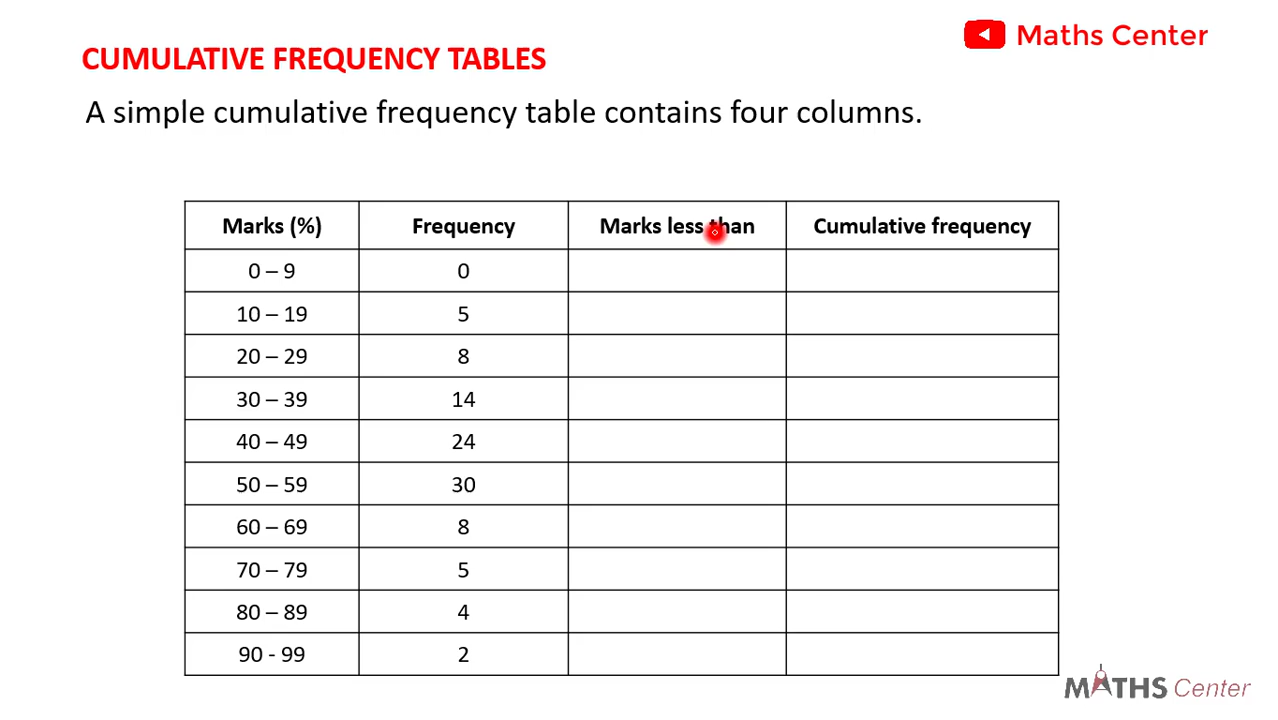 Maths Center
CUMULATIVE FREQUENCY TABLES
A simple cumulative frequency table contains four columns.
Marks (%) Frequency Marks less than Cumulative frequency
0 – 9 0
10 – 19 5
20 – 29 8
30 – 39 14
40 – 49 24
50 – 59 30
60 – 69 8
70 – 79 5
80 – 89 4
90 - 99 2
MATHS Center